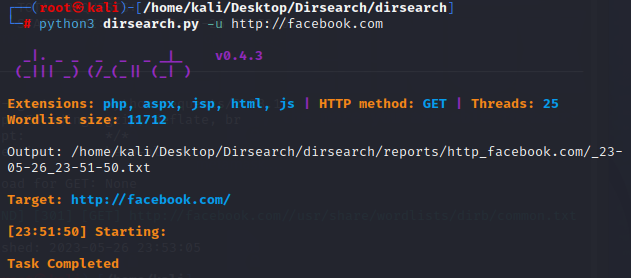 (root㉿kali)-[/home/kali/Desktop/Dirsearch/dirsearch]
# python3 dirsearch.py -u http://facebook.com
v0.4.3
Extensions: php, aspx, jsp, html, js | HTTP method: GET | Threads: 25
Wordlist size: 11712
Output: /home/kali/Desktop/Dirsearch/dirsearch/reports/http_facebook.com/_23-
05-26_23-51-50.txt
Target: http://facebook.com/
[23:51:50] Starting:
Task Completed